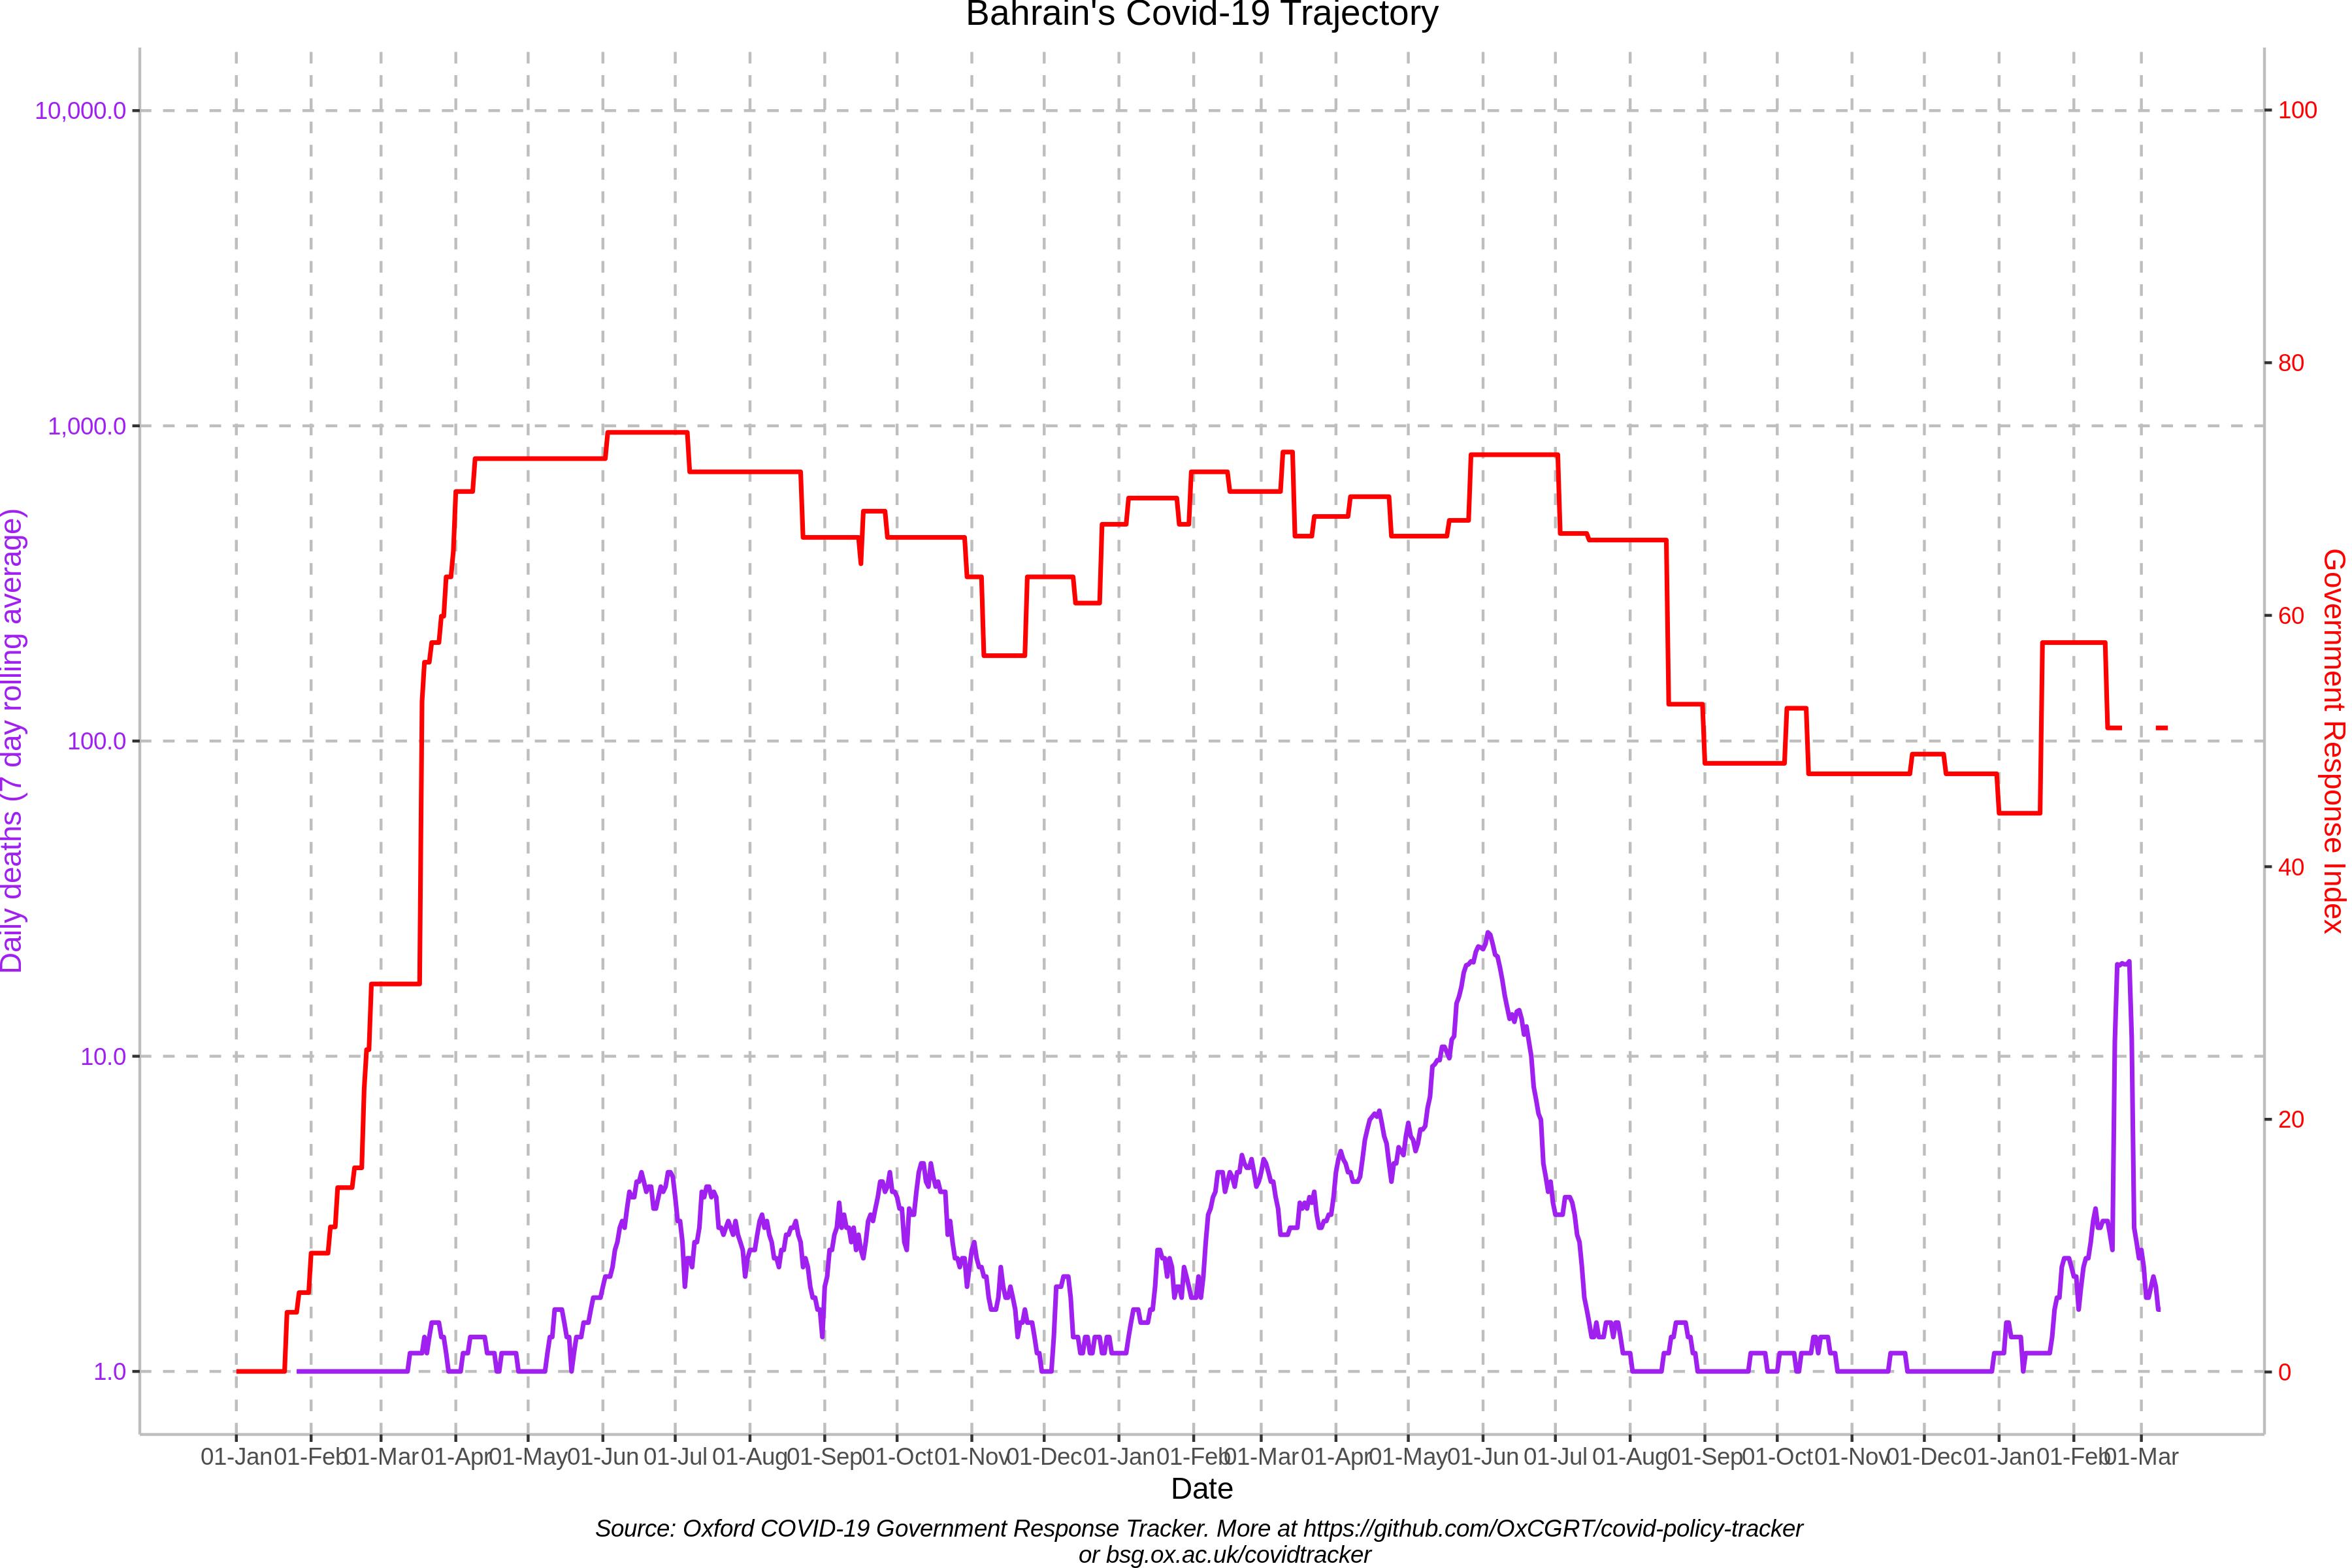 Bahrain's Covid-19 Trajectory
10,000.0
1,000.0
100.0
10.0
1.0
Daily deaths (7 day rolling average)
100
80
60
40
20
0
Government Response Index
01-Jan 01-Feb 01-Mar 01-Apr 01-May 01-Jun 01-Jul 01-Aug 01-Sep 01-Oct 01-Nov 01-Dec 01-Jan 01-Feb 01-Mar 01-Apr 01-May 01-Jun 01-Jul 01-Aug 01-Sep 01-Oct 01-Nov 01-Dec 01-Jan 01-Feb 01-Mar
Date
Source: Oxford COVID-19 Government Response Tracker. More at https://github.com/OxCGRT/covid-policy-tracker
or bsg.ox.ac.uk/covidtracker